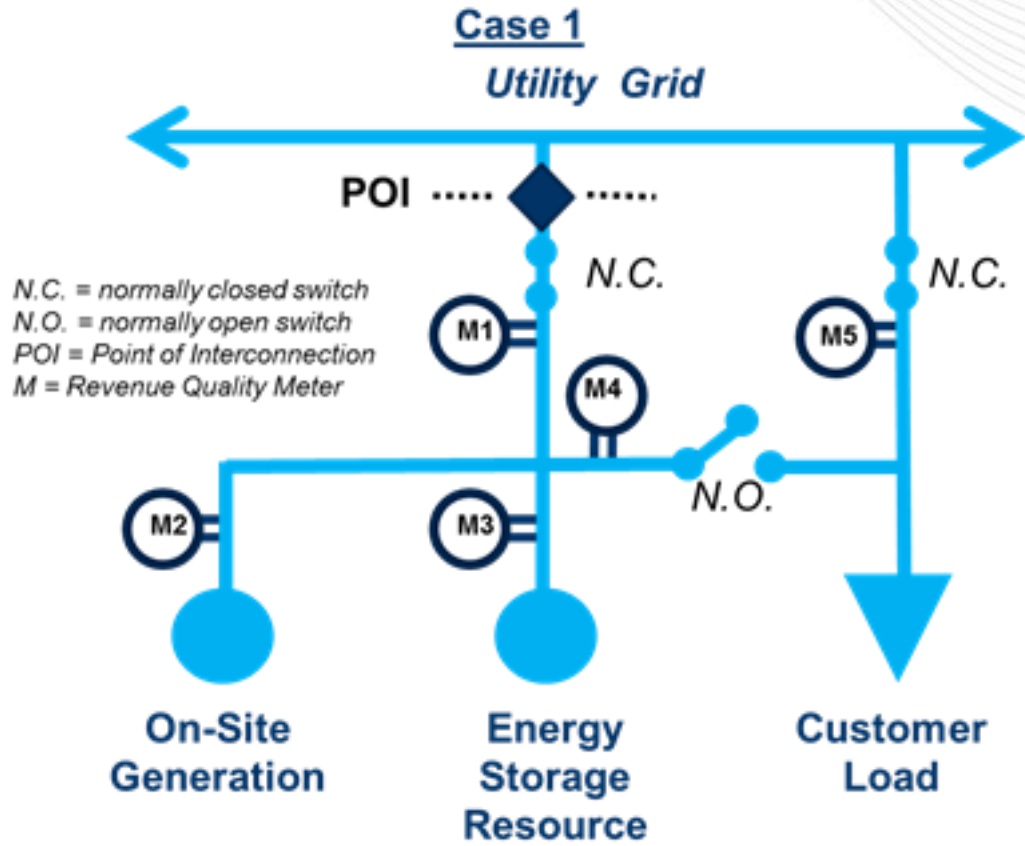 Case 1
Utility Grid
POI
N.C. = normally closed switch
N.O. = normally open switch
POI = Point of Interconnection
M = Revenue Quality Meter
N.C.
N.C.
M1
M5
M4
N.O.
M2
M3
On-Site
Generation
Energy
Storage
Resource
Customer
Load